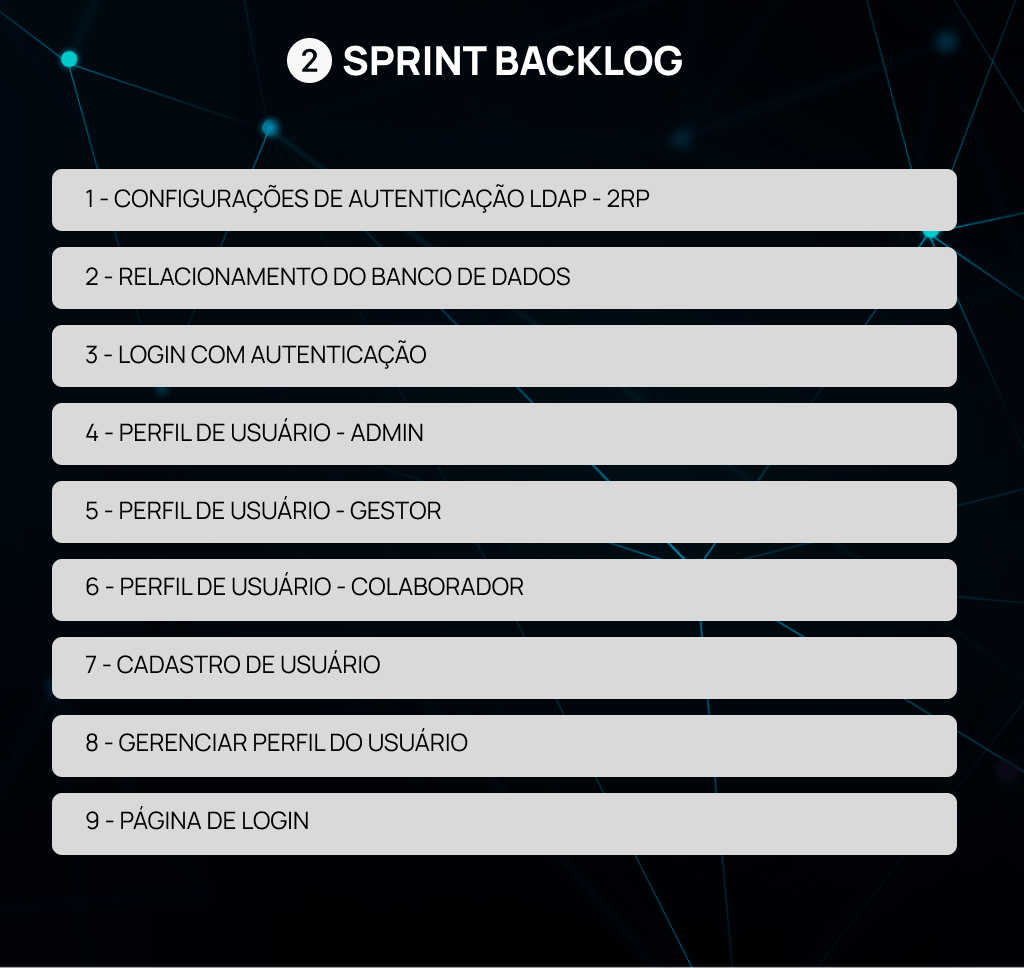 2 SPRINT BACKLOG
1 - CONFIGURAÇÕES DE AUTENTICAÇÃO LDAP - 2RP
2 - RELACIONAMENTO DO BANCO DE DADOS
3 - LOGIN COM AUTENTICAÇÃO
4 - PERFIL DE USUÁRIO - ADMIN
5 - PERFIL DE USUÁRIO - GESTOR
6 - PERFIL DE USUÁRIO - COLABORADOR
7 - CADASTRO DE USUÁRIO
8 - GERENCIAR PERFIL DO USUÁRIO
9 - PÁGINA DE LOGIN